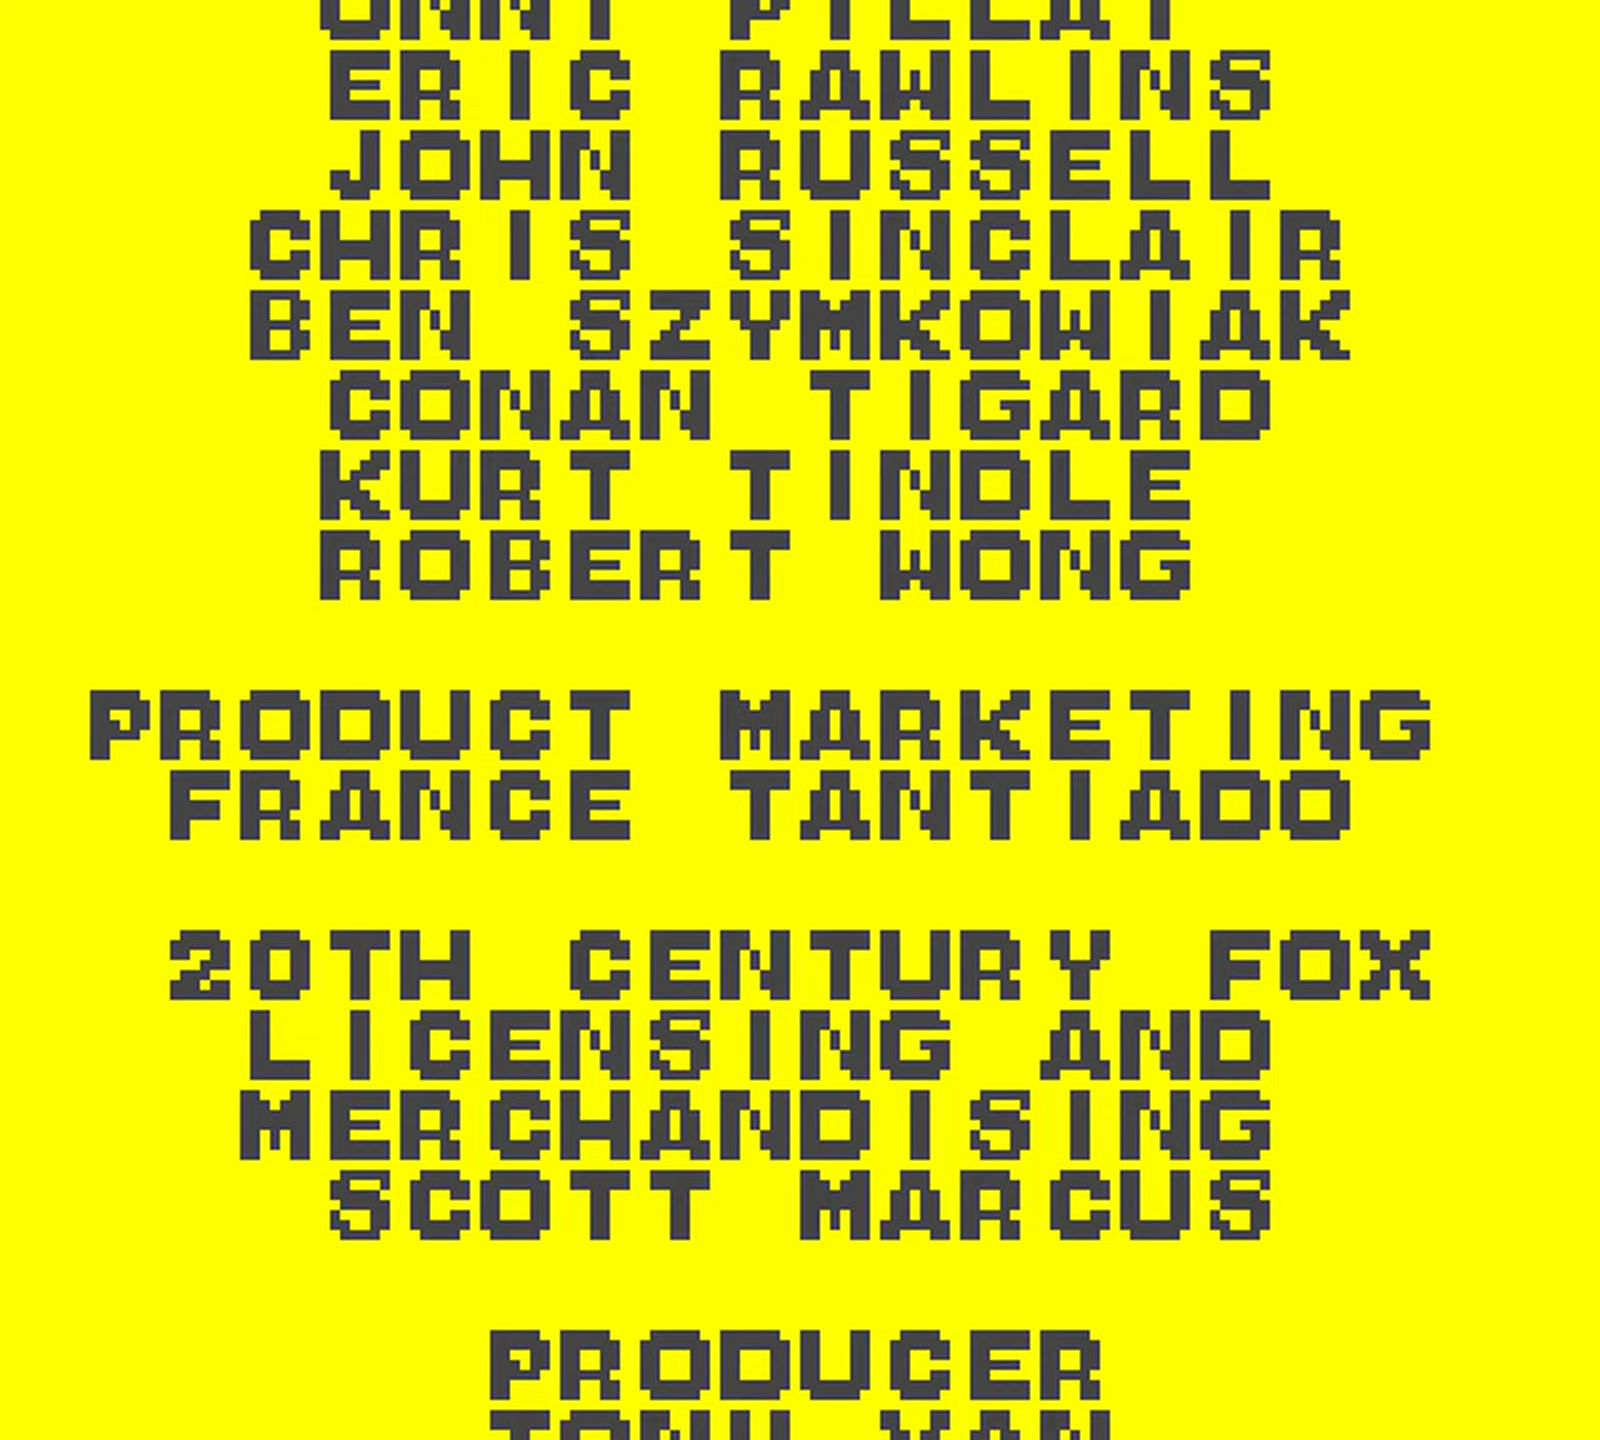 ERIC RAWLINS
JOHN RUSSELL
CHRIS SINCLAIR
BEN SZYMKOWIAK
CONAN TIGARD
KURT TINDLE
ROBERT WONG
PRODUCT MARKETING
FRANCE TANTIADO
20TH CENTURY FOX
LICENSING AND
MERCHANDISING
SCOTT MARCUS
PRODUCER